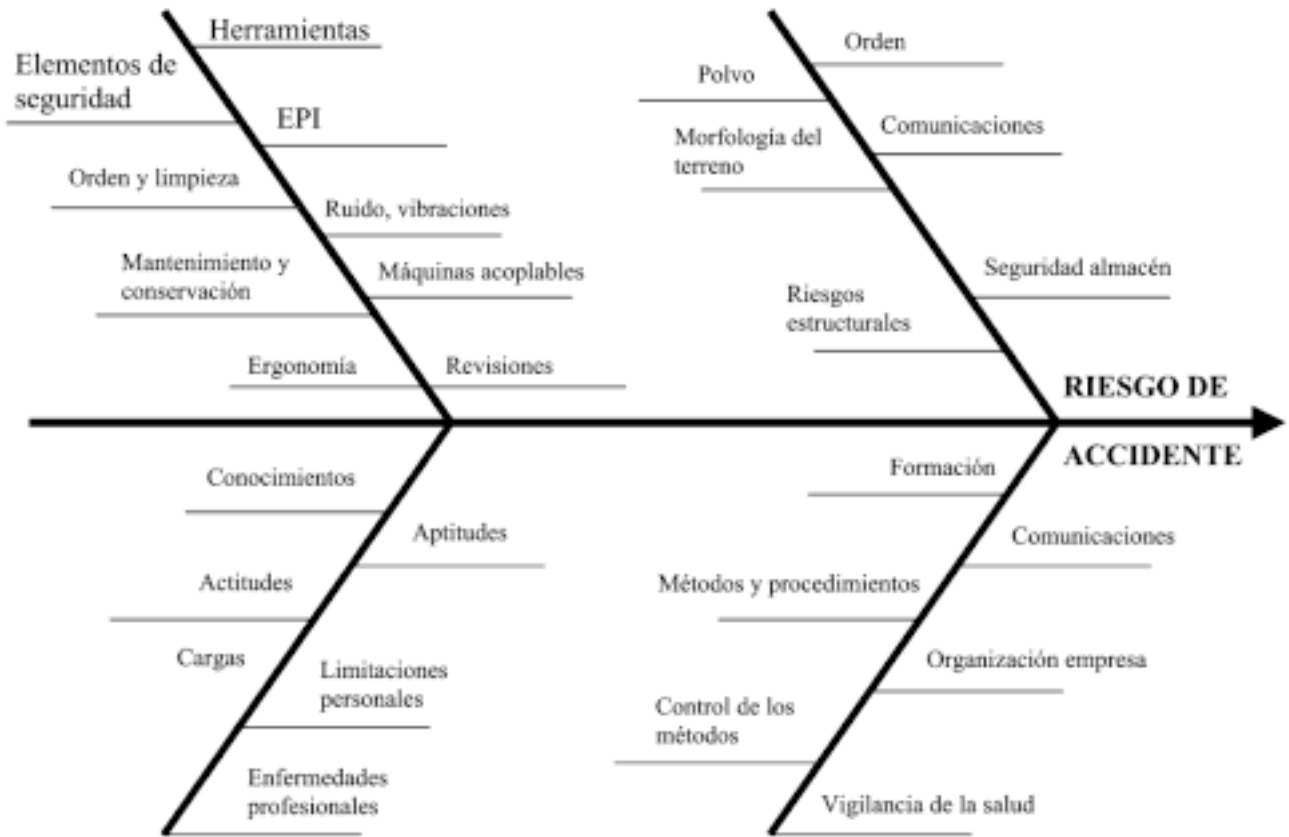 Herramientas
Elementos de
seguridad
EPI
Orden y limpieza
Ruido, vibraciones
Mantenimiento y
conservación
Máquinas acoplables
Ergonomía
Revisiones
Orden
Polvo
Comunicaciones
Morfología del
terreno
Seguridad almacén
Riesgos
estructurales
RIESGO DE
ACCIDENTE
Conocimientos
Aptitudes
Actitudes
Cargas
Limitaciones
personales
Enfermedades
profesionales
Formación
Comunicaciones
Métodos y procedimientos
Organización empresa
Control de los
métodos
Vigilancia de la salud